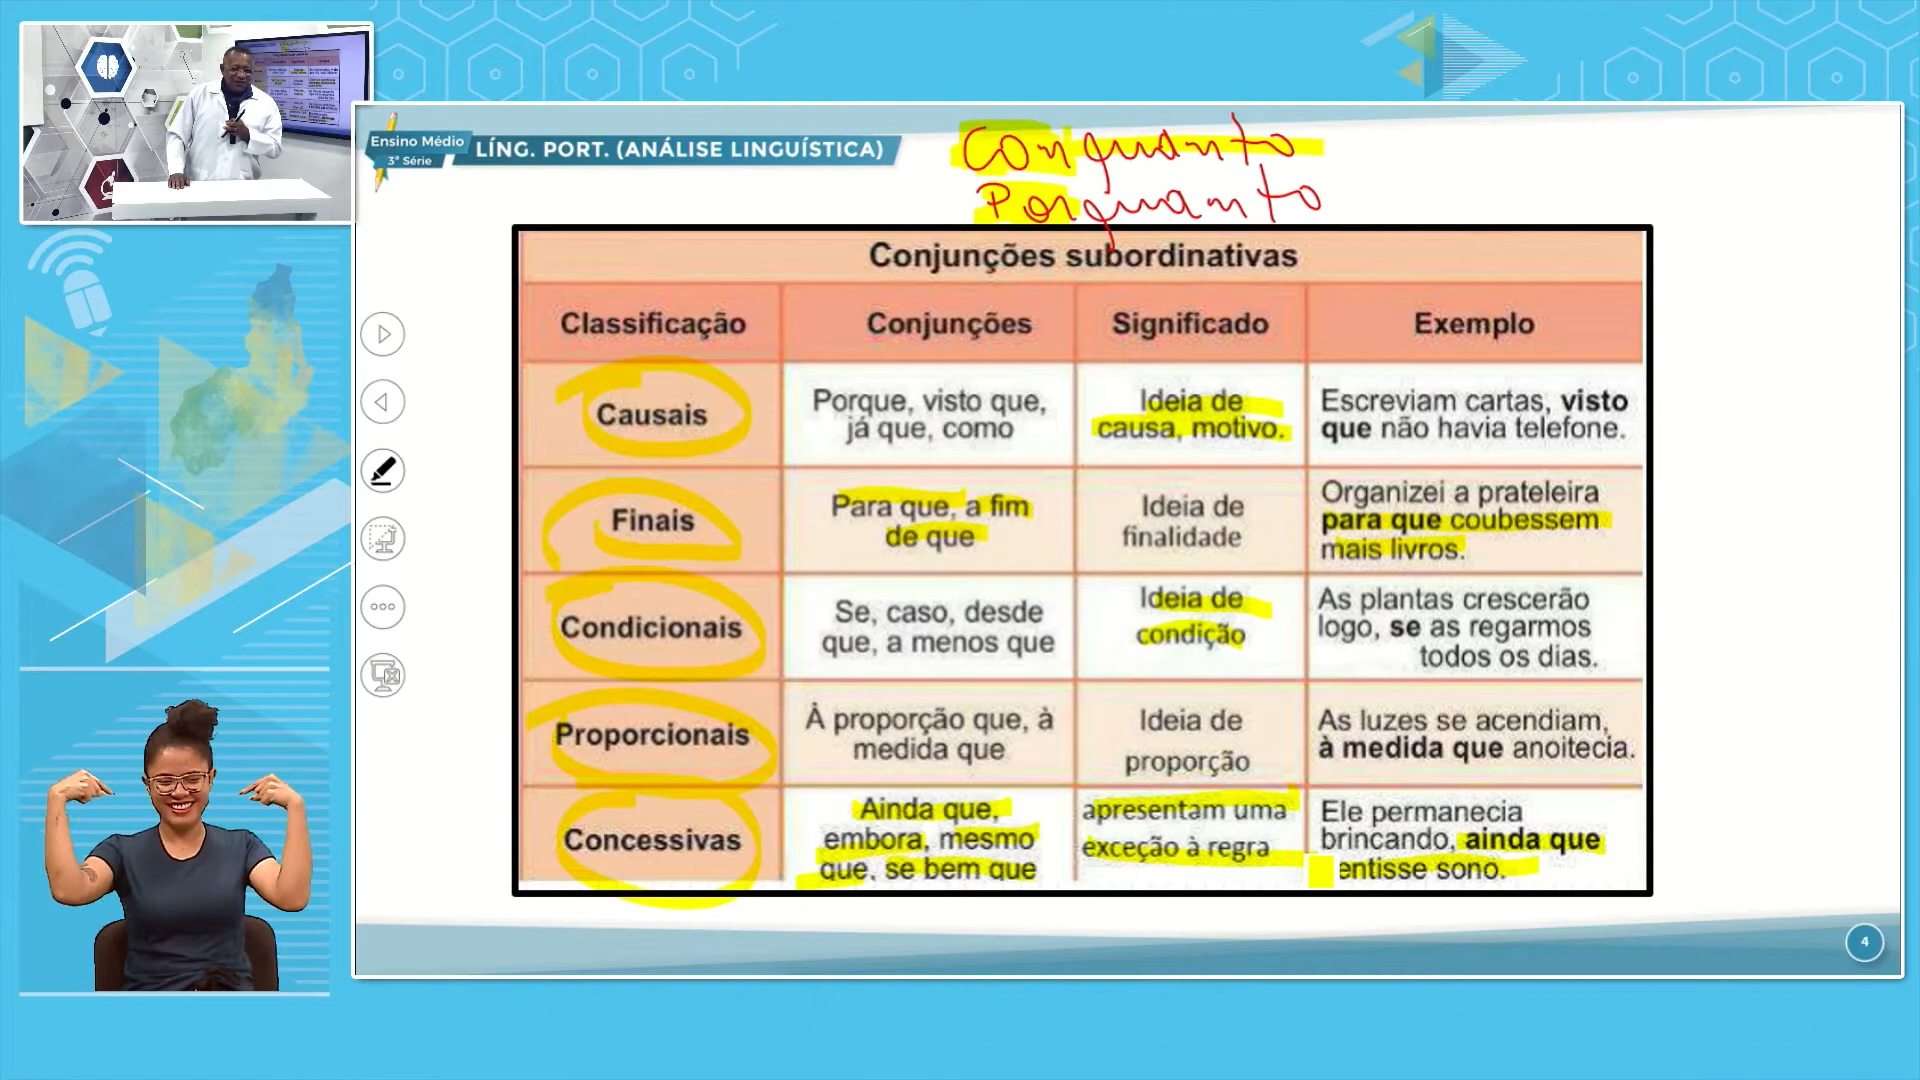 Ensino Médio
3ª Série
LÍNG. PORT. (ANÁLISE LINGUÍSTICA)
Conquanto
Porquanto
Conjunções subordinativas
Classificação
Conjunções
Significado
Exemplo
Causais
Porque, visto que,
já que, como
Ideia de
causa, motivo.
Escreviam cartas, visto
que não havia telefone.
Finais
Para que, a fim
de que
Ideia de
finalidade
Organizei a prateleira
para que coubessem
mais livros.
Condicionais
Se, caso, desde
que, a menos que
Ideia de
condição
As plantas crescerão
logo, se as regarmos
todos os dias.
Proporcionais
À proporção que, à
medida que
Ideia de
proporção
As luzes se acendiam,
à medida que anoitecia.
Concessivas
Ainda que,
embora, mesmo
que, se bem que
apresentam uma
exceção à regra
Ele permanecia
brincando, ainda que
entisse sono.
4